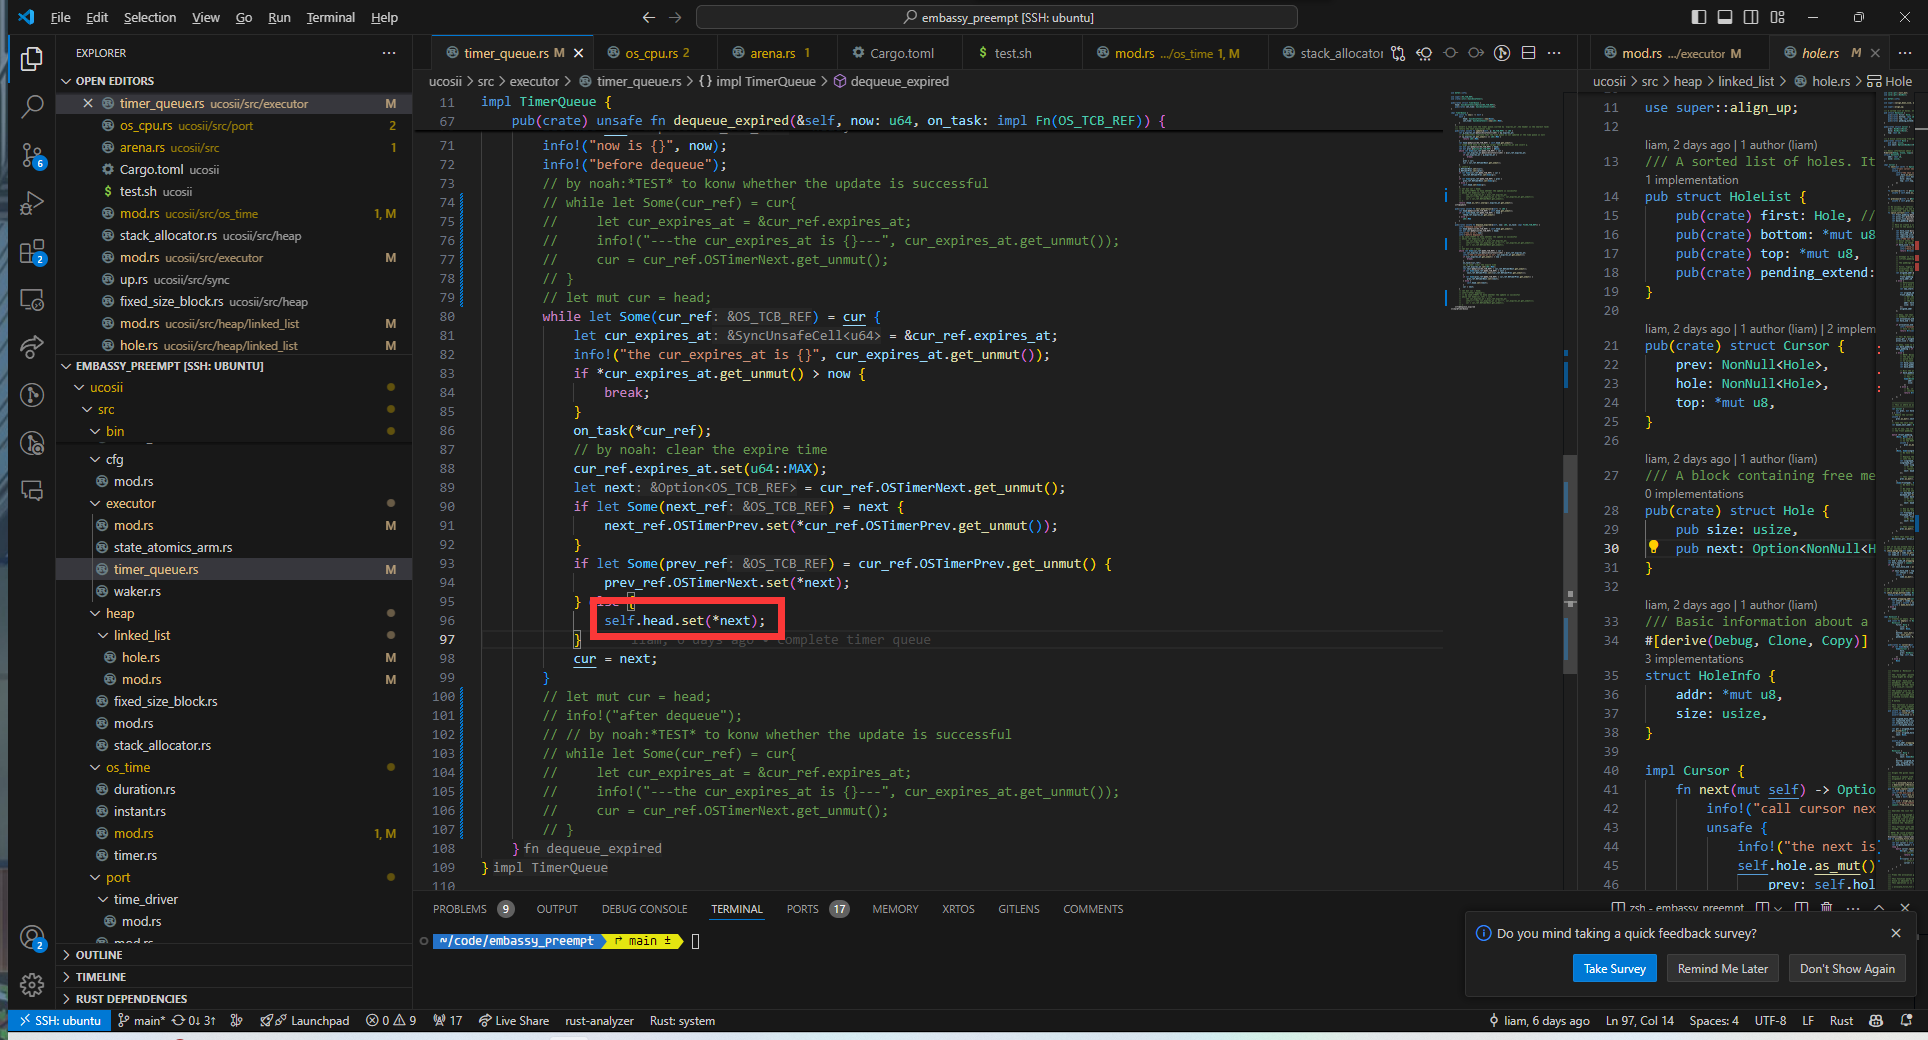 File Edit Selection View Go Run Terminal Help
embassy_preempt [SSH: ubuntu]
EXPLORER
OPEN EDITORS
timer_queue.rs ucosii/src/executor M
os_cpu.rs ucosii/src/port 2
arena.rs ucosii/src 1
Cargo.toml ucosii
test.sh ucosii
mod.rs ucosii/src/os_time 1, M
stack_allocator.rs ucosii/src/heap
mod.rs ucosii/src/executor M
up.rs ucosii/src/sync
fixed_size_block.rs ucosii/src/heap
mod.rs ucosii/src/heap/linked_list M
hole.rs ucosii/src/heap/linked_list M
EMBASSY_PREEMPT [SSH: UBUNTU]
ucosii
src
bin
cfg
mod.rs
executor
mod.rs M
state_atomics_arm.rs
timer_queue.rs M
waker.rs
heap
linked_list
hole.rs M
mod.rs M
fixed_size_block.rs
mod.rs
stack_allocator.rs
os_time
duration.rs
instant.rs
mod.rs 1, M
timer.rs
port
time_driver
mod.rs
OUTLINE
TIMELINE
RUST DEPENDENCIES
6
2
2
timer_queue.rs M
os_cpu.rs 2
arena.rs 1
Cargo.toml
$ test.sh
mod.rs .../os_time 1, M
stack_allocator
ucosii > src > executor > timer_queue.rs > {} impl TimerQueue > dequeue_expired
11 impl TimerQueue {
67 pub(crate) unsafe fn dequeue_expired(&self, now: u64, on_task: impl Fn(OS_TCB_REF)) {
71 info!("now is {}", now);
72 info!("before dequeue");
73 // by noah:*TEST* to konw whether the update is successful
74 // while let Some(cur_ref) = cur{
75 //     let cur_expires_at = &cur_ref.expires_at;
76 //     info!("---the cur_expires_at is {}---", cur_expires_at.get_unmut());
77 //     cur = cur_ref.OSTimerNext.get_unmut();
78 // }
79 // let mut cur = head;
80 while let Some(cur_ref: &OS_TCB_REF) = cur {
81 let cur_expires_at: &SyncUnsafeCell<u64> = &cur_ref.expires_at;
82 info!("the cur_expires_at is {}", cur_expires_at.get_unmut());
83 if *cur_expires_at.get_unmut() > now {
84 break;
85 }
86 on_task(*cur_ref);
87 // by noah: clear the expire time
88 cur_ref.expires_at.set(u64::MAX);
89 let next: &Option<OS_TCB_REF> = cur_ref.OSTimerNext.get_unmut();
90 if let Some(next_ref: &OS_TCB_REF) = next {
91 next_ref.OSTimerPrev.set(*cur_ref.OSTimerPrev.get_unmut());
92 }
93 if let Some(prev_ref: &OS_TCB_REF) = cur_ref.OSTimerPrev.get_unmut() {
94 prev_ref.OSTimerNext.set(*next);
95 } else {
96 self.head.set(*next);
97 } liam, 6 days ago • complete timer queue
98 cur = next;
99 }
100 // let mut cur = head;
101 // info!("after dequeue");
102 // // by noah:*TEST* to konw whether the update is successful
103 // while let Some(cur_ref) = cur{
104 //     let cur_expires_at = &cur_ref.expires_at;
105 //     info!("---the cur_expires_at is {}---", cur_expires_at.get_unmut());
106 //     cur = cur_ref.OSTimerNext.get_unmut();
107 // }
108 } fn dequeue_expired
109 } impl TimerQueue
110
mod.rs .../executor M
hole.rs M
ucosii > src > heap > linked_list > hole.rs > Hole
11 use super::align_up;
12
liam, 2 days ago | 1 author (liam)
13 /// A sorted list of holes. It
1 implementation
14 pub struct HoleList {
15 pub(crate) first: Hole, //
16 pub(crate) bottom: *mut u8
17 pub(crate) top: *mut u8,
18 pub(crate) pending_extend:
19 }
20
liam, 2 days ago | 1 author (liam) | 2 implem
21 pub(crate) struct Cursor {
22 prev: NonNull<Hole>,
23 hole: NonNull<Hole>,
24 top: *mut u8,
25 }
26
liam, 2 days ago | 1 author (liam)
27 /// A block containing free me
0 implementations
28 pub(crate) struct Hole {
29 pub size: usize,
30 pub next: Option<NonNull<H
31 }
32
liam, 2 days ago | 1 author (liam)
33 /// Basic information about a
34 #[derive(Debug, Clone, Copy)]
3 implementations
35 struct HoleInfo {
36 addr: *mut u8,
37 size: usize,
38 }
39
40 impl Cursor {
41 fn next(mut self) -> Optio
42 info!("call cursor nex
43 unsafe {
44 info!("the next is
45 self.hole.as_mut()
46 prev: self.hol
PROBLEMS 9 OUTPUT DEBUG CONSOLE TERMINAL PORTS 17 MEMORY XRTOS GITLENS COMMENTS
zsh - embassy_preempt
~/code/embassy_preempt main ±
Do you mind taking a quick feedback survey?
Take Survey Remind Me Later Don't Show Again
SSH: ubuntu main* 0↓ 3↑ Launchpad 0 9 17 Live Share rust-analyzer Rust: system
liam, 6 days ago Ln 97, Col 14 Spaces: 4 UTF-8 LF Rust